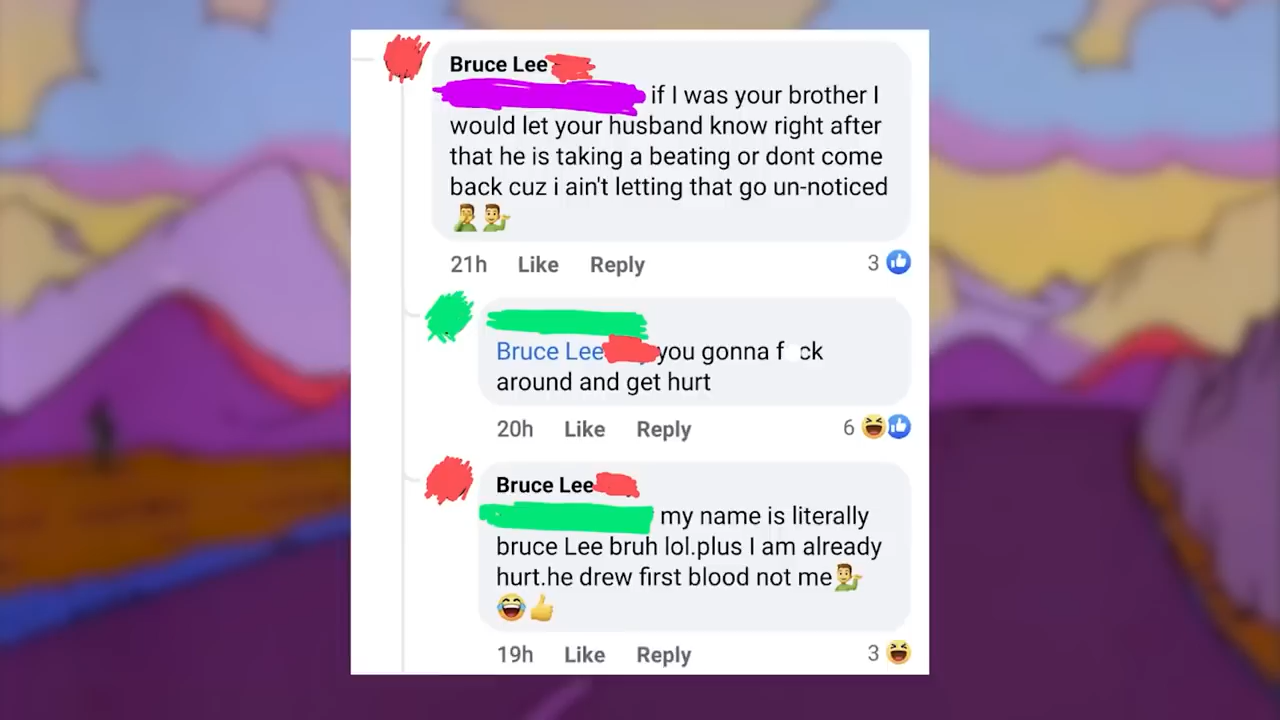 Bruce Lee
if I was your brother I
would let your husband know right after
that he is taking a beating or dont come
back cuz i ain't letting that go un-noticed
🤦‍♂️💁‍♂️
21h Like Reply 3
Bruce Lee you gonna f ck
around and get hurt
20h Like Reply 6
Bruce Lee
my name is literally
bruce Lee bruh lol.plus I am already
hurt.he drew first blood not me💁‍♂️
😂👍
19h Like Reply 3